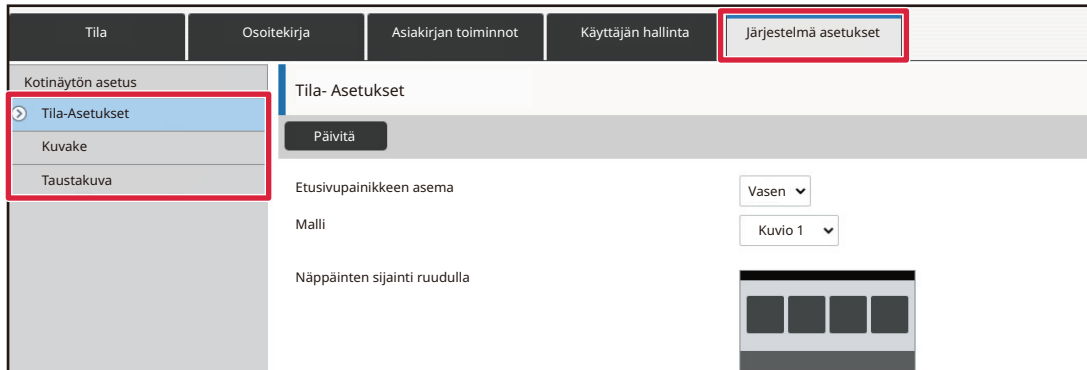 Tila
Osoitekirja
Asiakirjan toiminnot
Käyttäjän hallinta
Järjestelmä asetukset
Kotinäytön asetus
Tila-Asetukset
Kuvake
Taustakuva
Tila- Asetukset
Päivitä
Etusivupainikkeen asema
Vasen
Malli
Kuvio 1
Näppäinten sijainti ruudulla